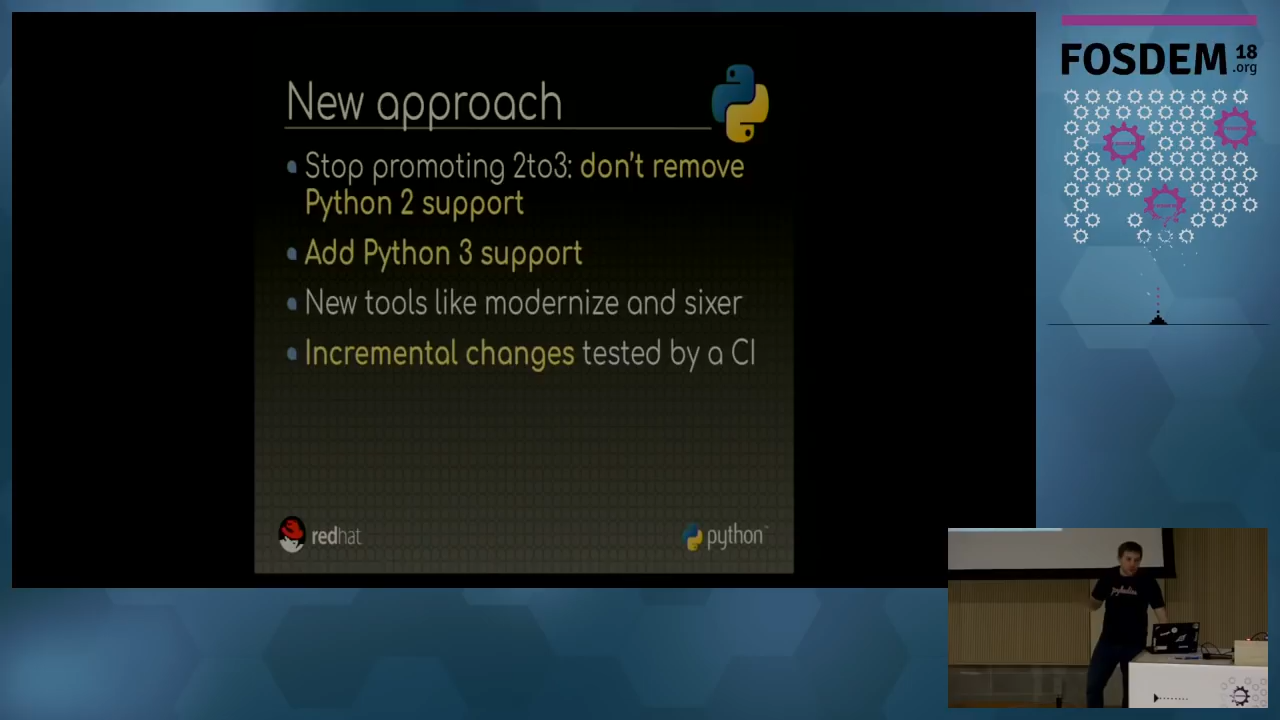 New approach
Stop promoting 2to3: don't remove
Python 2 support
Add Python 3 support
New tools like modernize and sixer
Incremental changes tested by a CI
redhat
python
FOSDEM 18
.org